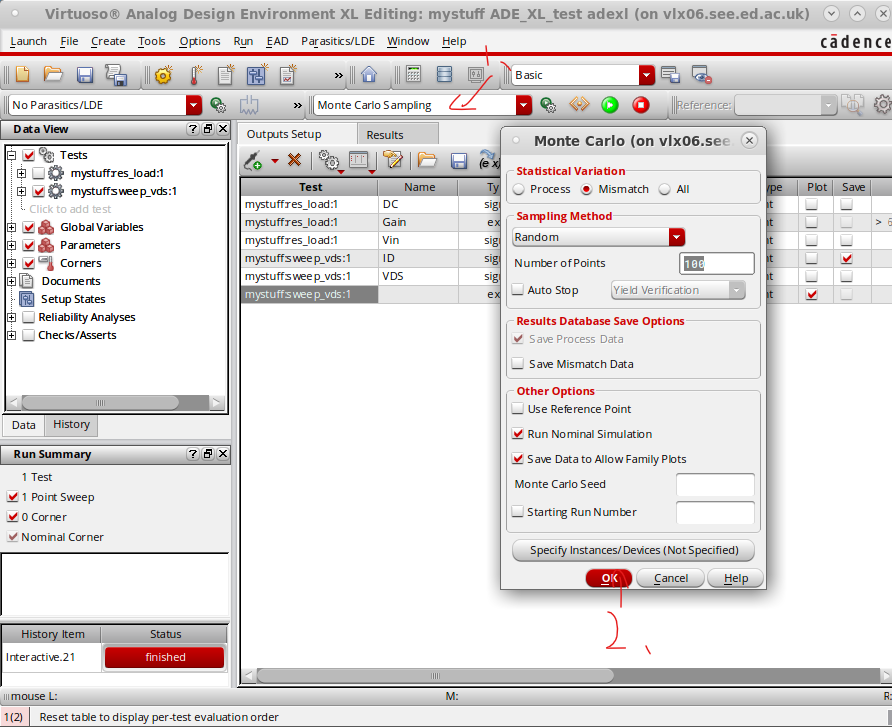 Virtuoso® Analog Design Environment XL Editing: mystuff ADE_XL_test adexl (on vlx06.see.ed.ac.uk)
Launch File Create Tools Options Run EAD Parasitics/LDE Window Help
cādence
1.
» Basic
No Parasitics/LDE » Monte Carlo Sampling Reference:
Data View
Tests
mystuff:res_load:1
mystuff:sweep_vds:1
Click to add test
Global Variables
Parameters
Corners
Documents
Setup States
Reliability Analyses
Checks/Asserts
Data History
Run Summary
1 Test
1 Point Sweep
0 Corner
Nominal Corner
History Item Status
Interactive.21 finished
Outputs Setup Results
(e x)
Test Name Ty ype Plot Save
mystuff:res_load:1 DC sig nt
mystuff:res_load:1 Gain ex nt > 6
mystuff:res_load:1 Vin sig nt
mystuff:sweep_vds:1 ID sig nt
mystuff:sweep_vds:1 VDS sig nt
mystuff:sweep_vds:1 ex nt
Monte Carlo (on vlx06.see.
Statistical Variation
Process Mismatch All
Sampling Method
Random
Number of Points 100
Auto Stop Yield Verification
Results Database Save Options
Save Process Data
Save Mismatch Data
Other Options
Use Reference Point
Run Nominal Simulation
Save Data to Allow Family Plots
Monte Carlo Seed
Starting Run Number
Specify Instances/Devices (Not Specified)
OK Cancel Help
2.
mouse L: M: R:
1(2) Reset table to display per-test evaluation order